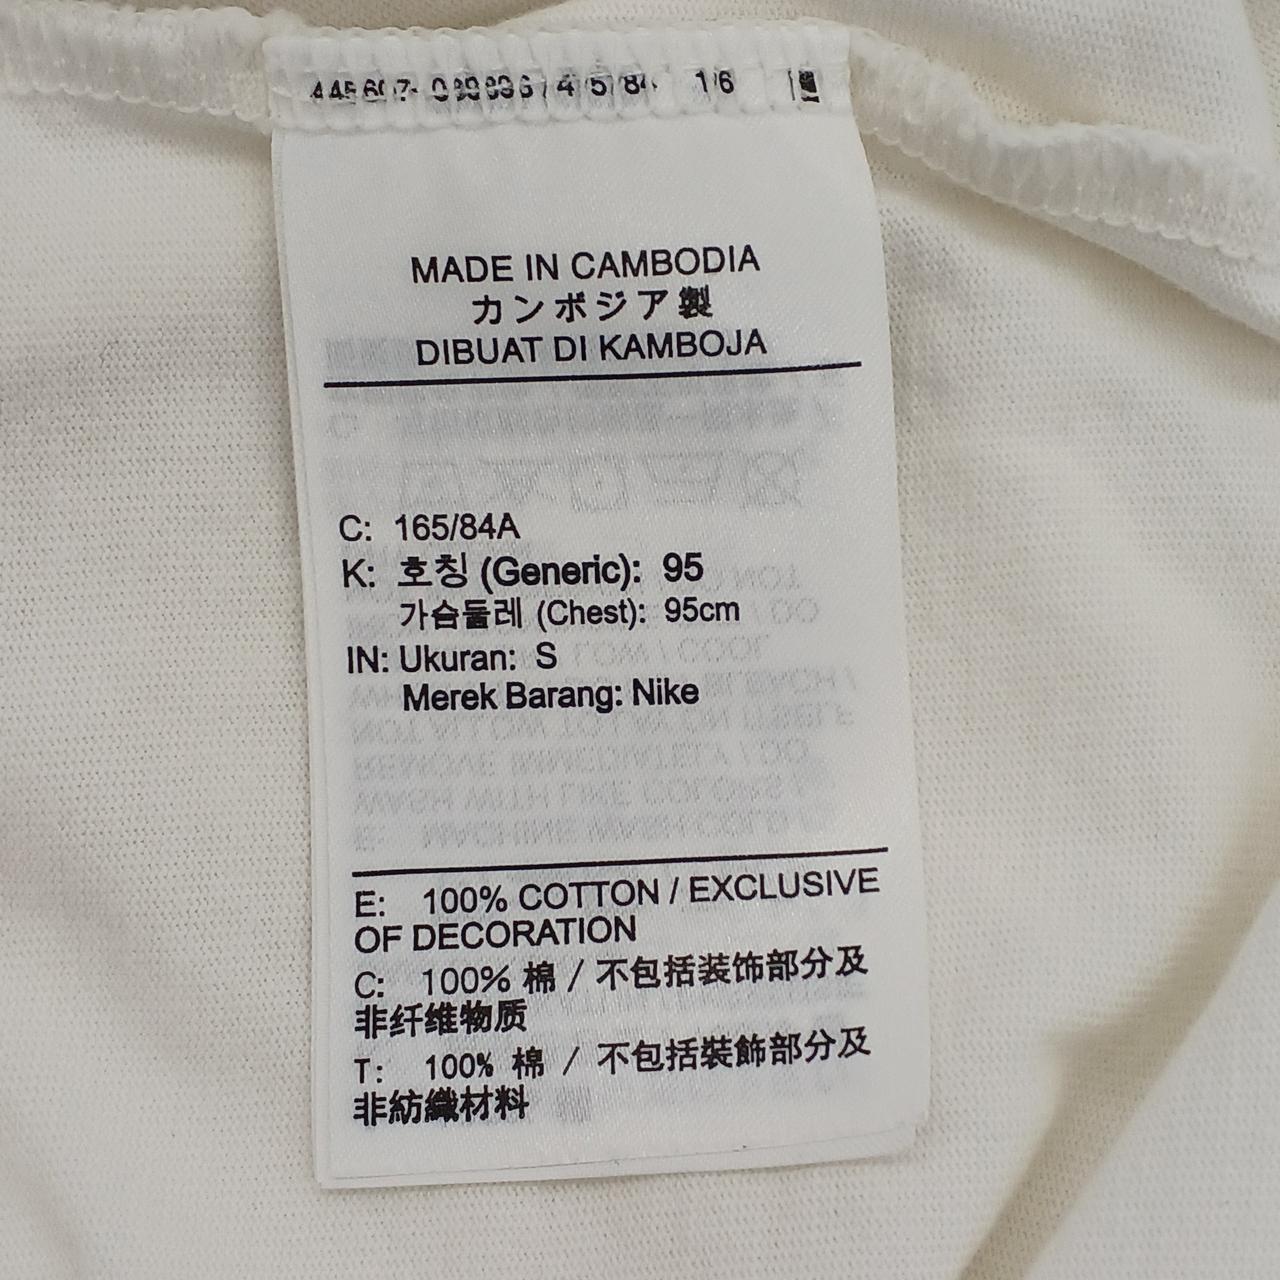 1/6
MADE IN CAMBODIA
カンボジア製
DIBUAT DI KAMBOJA
C: 165/84A
K: 호칭 (Generic): 95
가슴둘레 (Chest): 95cm
IN: Ukuran: S
Merek Barang: Nike
E: 100% COTTON / EXCLUSIVE
OF DECORATION
C: 100% 棉 / 不包括装饰部分及
非纤维物质
T: 100% 棉 / 不包括裝飾部分及
非紡織材料